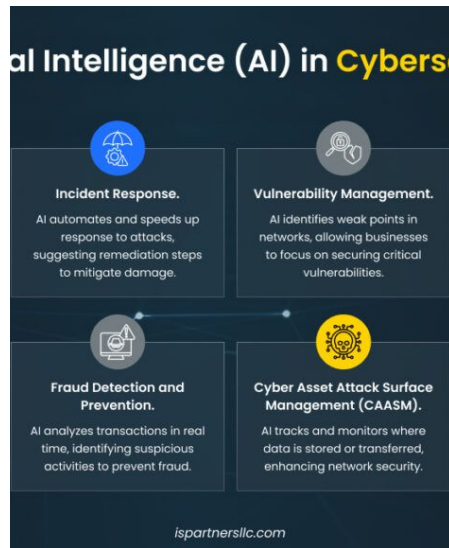 al Intelligence (AI) in Cybers
Incident Response.
AI automates and speeds up
response to attacks,
suggesting remediation steps
to mitigate damage.
Vulnerability Management.
AI identifies weak points in
networks, allowing businesses
to focus on securing critical
vulnerabilities.
Fraud Detection and
Prevention.
AI analyzes transactions in real
time, identifying suspicious
activities to prevent fraud.
Cyber Asset Attack Surface
Management (CAASM).
AI tracks and monitors where
data is stored or transferred,
enhancing network security.
ispartnersllc.com